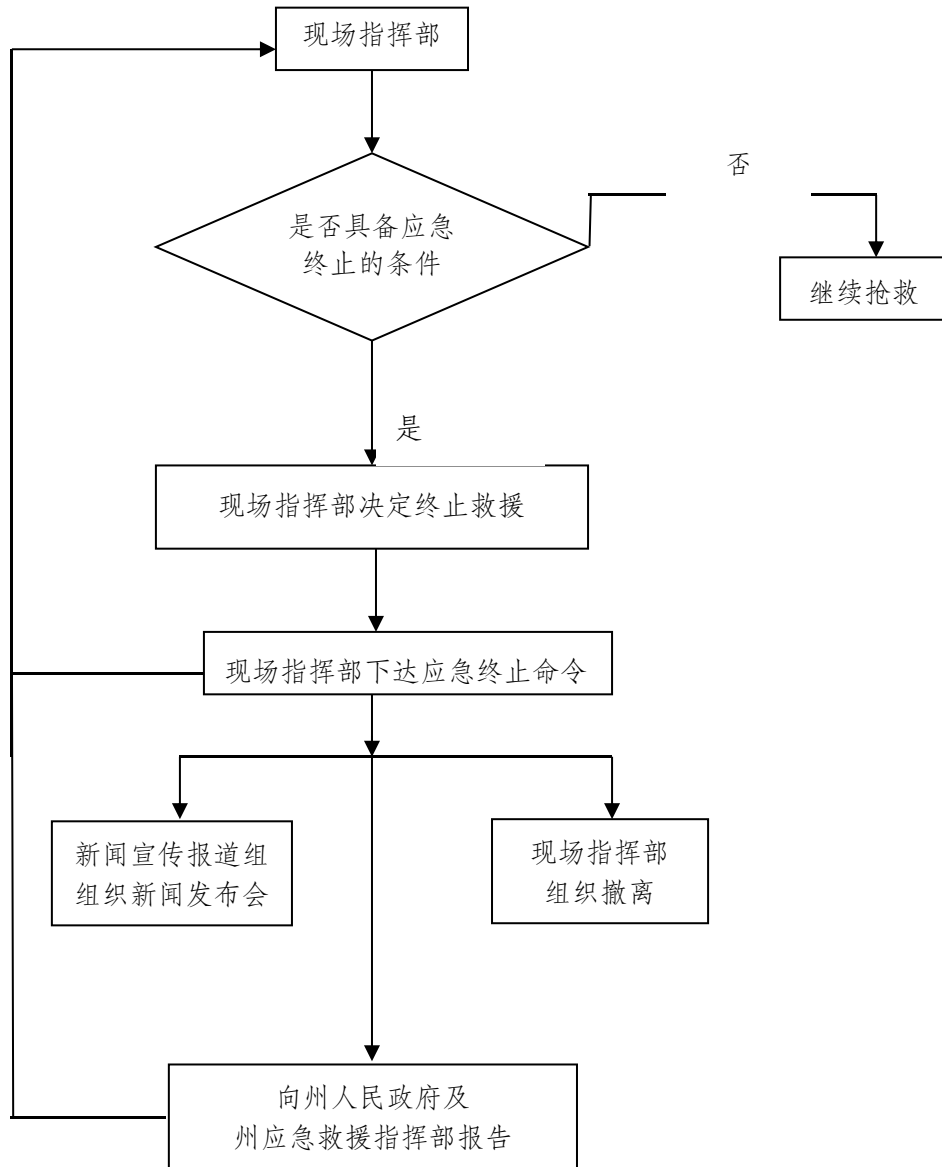 现场指挥部
否
是否具备应急
终止的条件
继续抢救
是
现场指挥部决定终止救援
现场指挥部下达应急终止命令
新闻宣传报道组
组织新闻发布会
现场指挥部
组织撤离
向州人民政府及
州应急救援指挥部报告